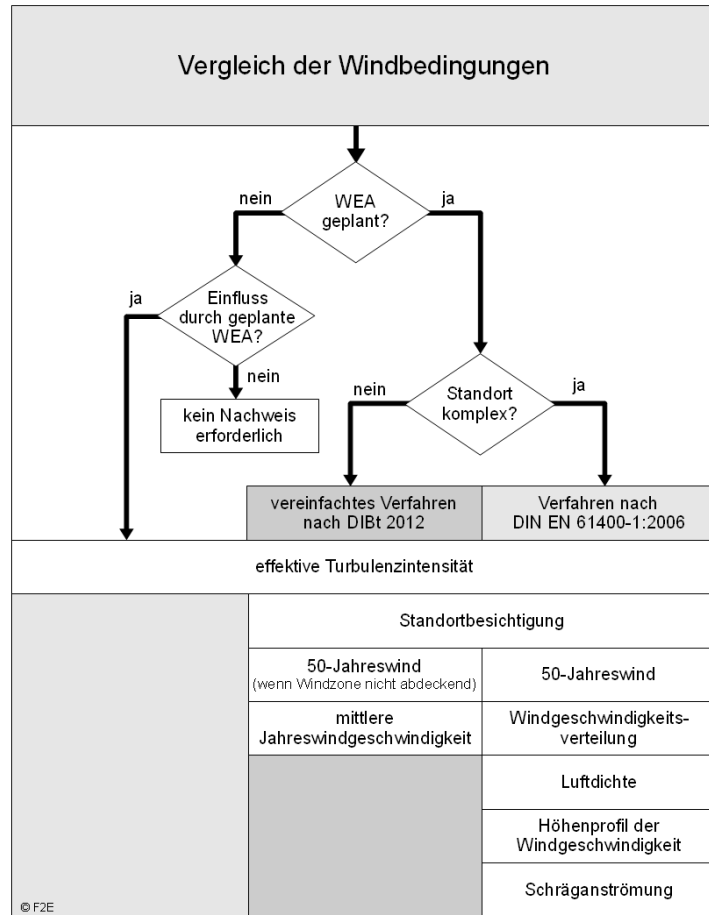 Vergleich der Windbedingungen
nein
WEA
geplant?
ja
ja
Einfluss
durch geplante
WEA?
nein
kein Nachweis
erforderlich
nein
Standort
komplex?
ja
vereinfachtes Verfahren
nach DIBt 2012
Verfahren nach
DIN EN 61400-1:2006
effektive Turbulenzintensität
Standortbesichtigung
50-Jahreswind
(wenn Windzone nicht abdeckend)
50-Jahreswind
mittlere
Jahreswindgeschwindigkeit
Windgeschwindigkeits-
verteilung
Luftdichte
Höhenprofil der
Windgeschwindigkeit
Schräganströmung
© F2E